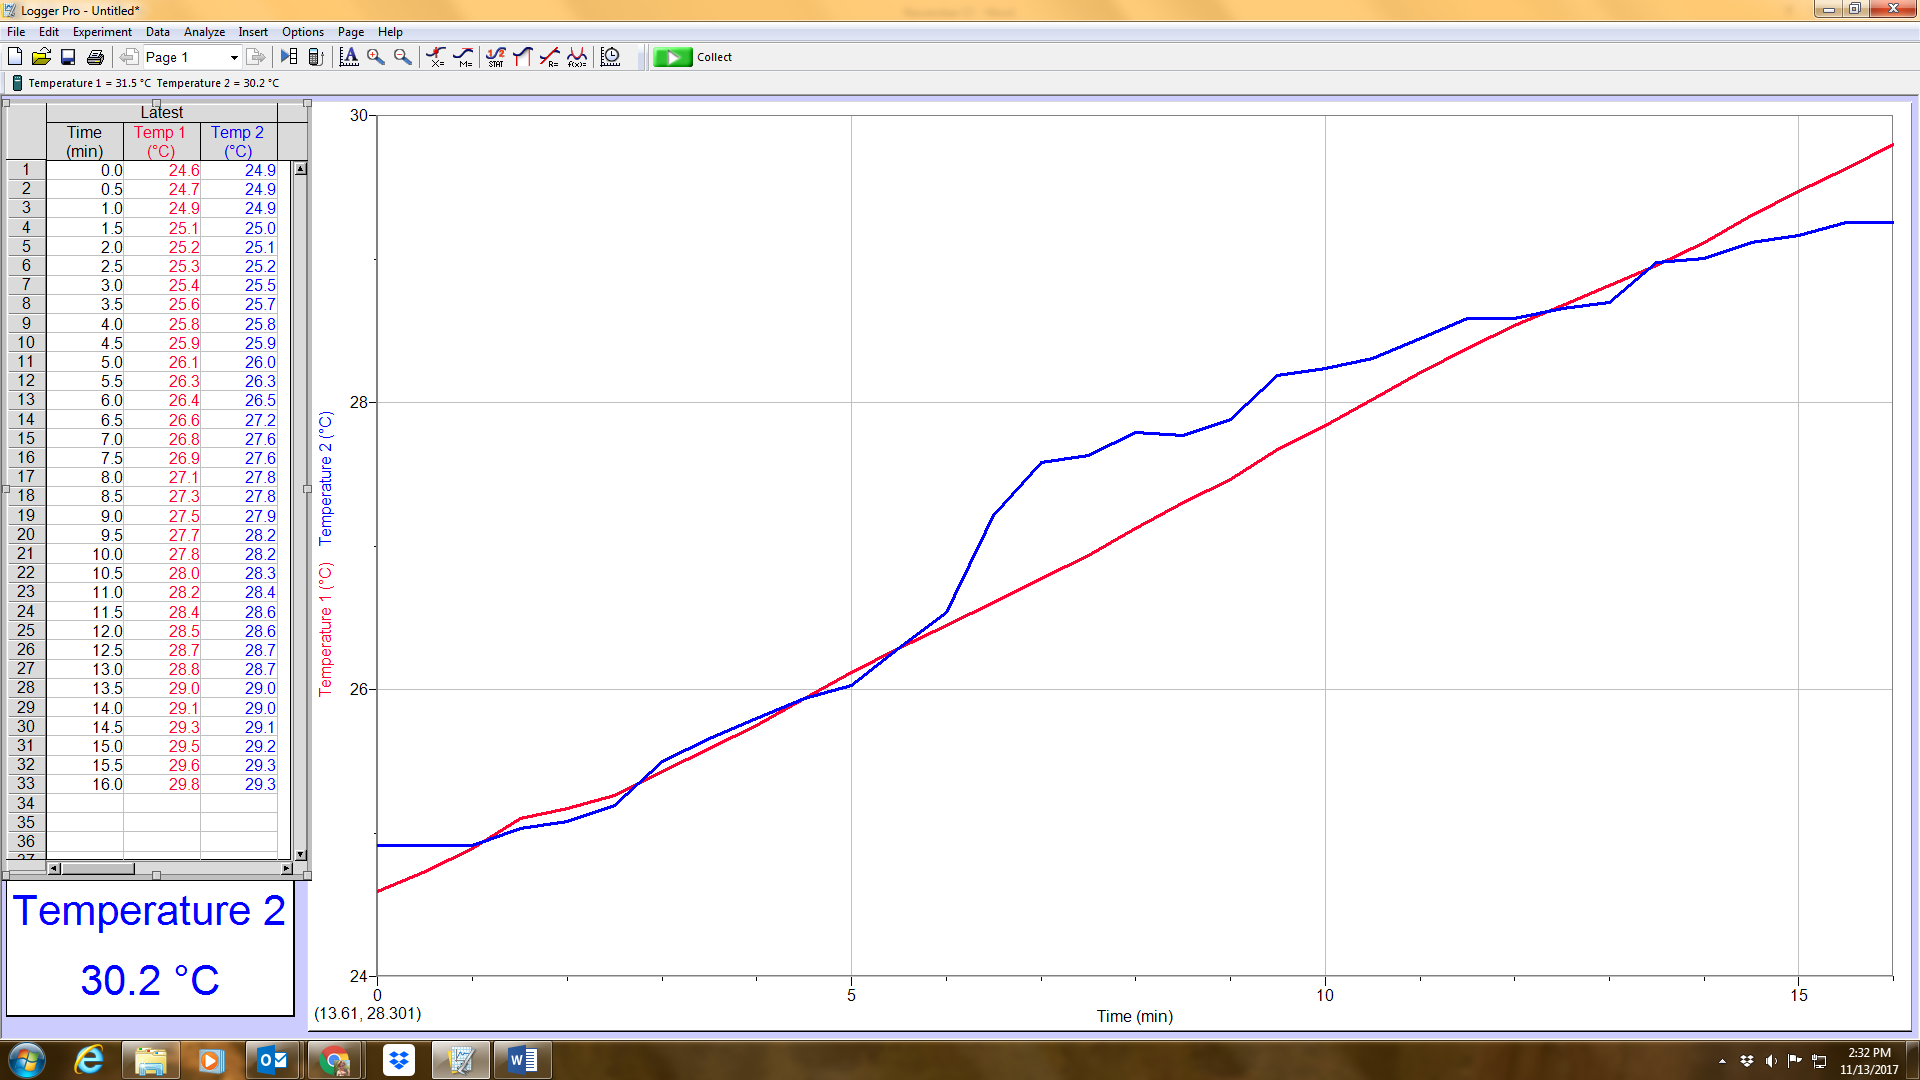 Logger Pro - Untitled*
File Edit Experiment Data Analyze Insert Options Page Help
Page 1
Collect
Temperature 1 = 31.5 °C Temperature 2 = 30.2 °C
Latest
Time Temp 1 Temp 2
(min) (°C) (°C)
1 0.0 24.6 24.9
2 0.5 24.7 24.9
3 1.0 24.9 24.9
4 1.5 25.1 25.0
5 2.0 25.2 25.1
6 2.5 25.3 25.2
7 3.0 25.4 25.5
8 3.5 25.6 25.7
9 4.0 25.8 25.8
10 4.5 25.9 25.9
11 5.0 26.1 26.0
12 5.5 26.3 26.3
13 6.0 26.4 26.5
14 6.5 26.6 27.2
15 7.0 26.8 27.6
16 7.5 26.9 27.6
17 8.0 27.1 27.8
18 8.5 27.3 27.8
19 9.0 27.5 27.9
20 9.5 27.7 28.2
21 10.0 27.8 28.2
22 10.5 28.0 28.3
23 11.0 28.2 28.4
24 11.5 28.4 28.6
25 12.0 28.5 28.6
26 12.5 28.7 28.7
27 13.0 28.8 28.7
28 13.5 29.0 29.0
29 14.0 29.1 29.0
30 14.5 29.3 29.1
31 15.0 29.5 29.2
32 15.5 29.6 29.3
33 16.0 29.8 29.3
34
35
36
37
Temperature 2
30.2 °C
30
28
26
24
Temperature 1 (°C) Temperature 2 (°C)
0 5 10 15
(13.61, 28.301)
Time (min)
2:32 PM
11/13/2017